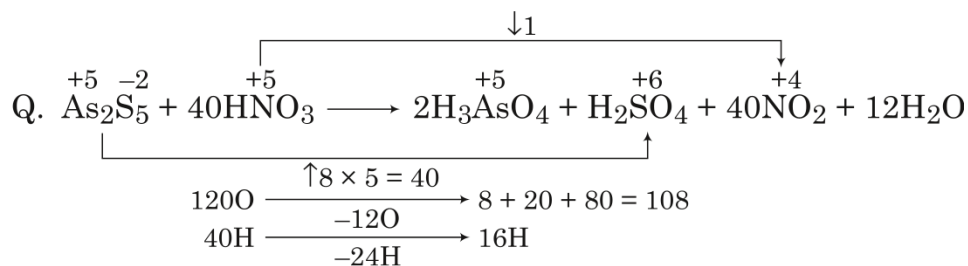 ↓1
+5 –2 +5 +5 +6 +4
Q. As₂S₅ + 40HNO₃ ⟶ 2H₃AsO₄ + H₂SO₄ + 40NO₂ + 12H₂O
↑8 × 5 = 40
120O ⟶ 8 + 20 + 80 = 108
–12O
40H ⟶ 16H
–24H